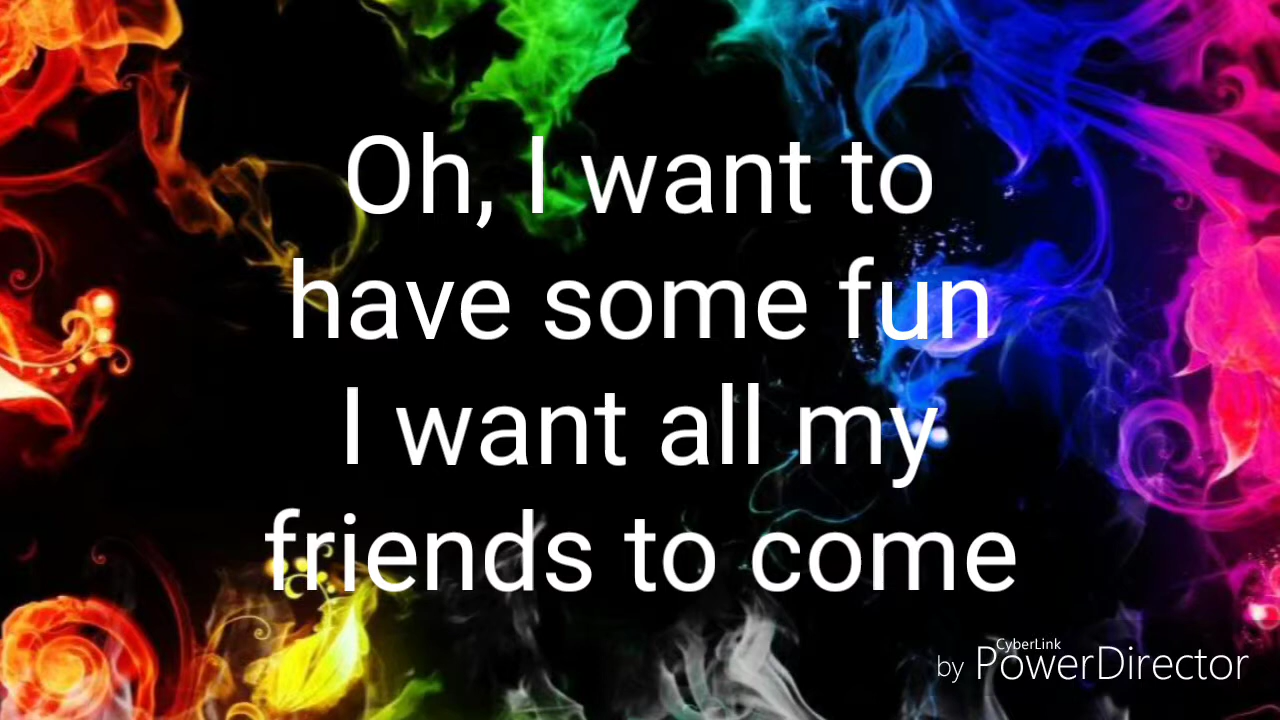 Oh, I want to
have some fun
I want all my
friends to come
CyberLink
by PowerDirector